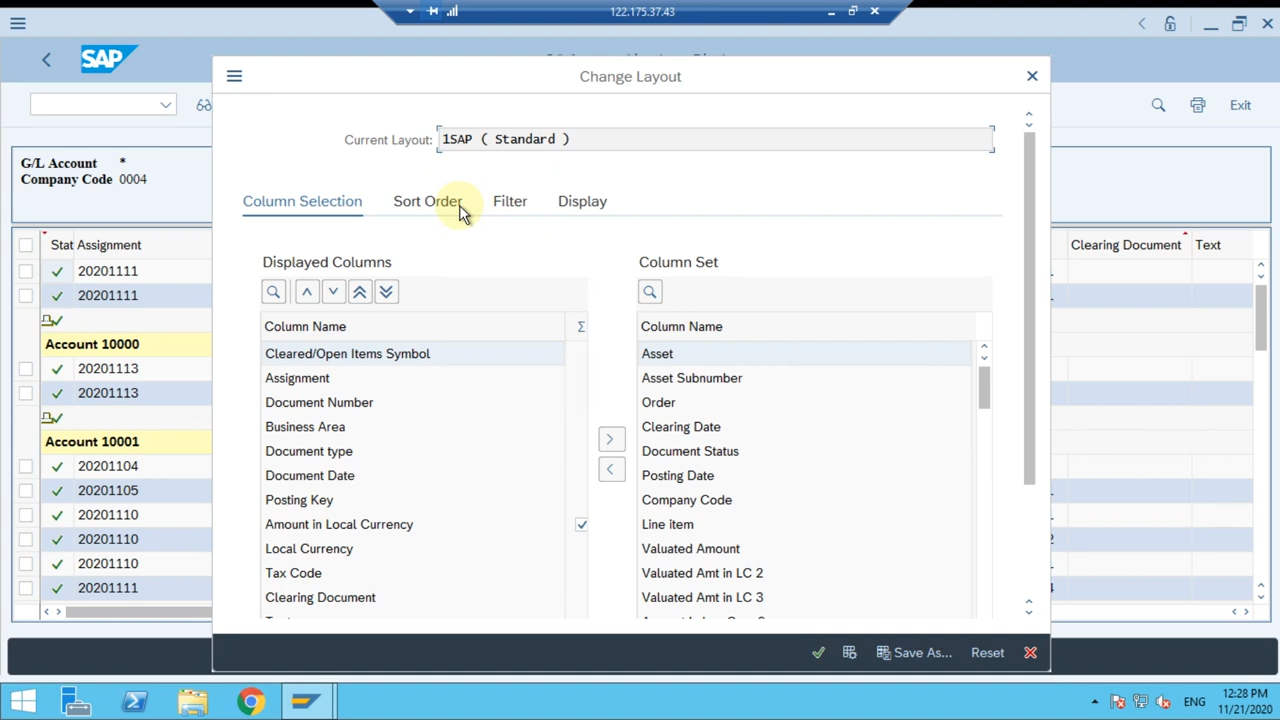 122.175.37.43
SAP
Exit
Change Layout
Current Layout: 1SAP ( Standard )
G/L Account *
Company Code 0004
Column Selection Sort Order Filter Display
Stat Assignment
Clearing Document Text
Displayed Columns
Column Set
Column Name Σ
Column Name
20201111
20201111
Account 10000
20201113
20201113
Account 10001
20201104
20201105
20201110
20201110
20201110
20201111
Cleared/Open Items Symbol
Assignment
Document Number
Business Area
Document type
Document Date
Posting Key
Amount in Local Currency
Local Currency
Tax Code
Clearing Document
Asset
Asset Subnumber
Order
Clearing Date
Document Status
Posting Date
Company Code
Line item
Valuated Amount
Valuated Amt in LC 2
Valuated Amt in LC 3
Save As... Reset
ENG
12:28 PM
11/21/2020